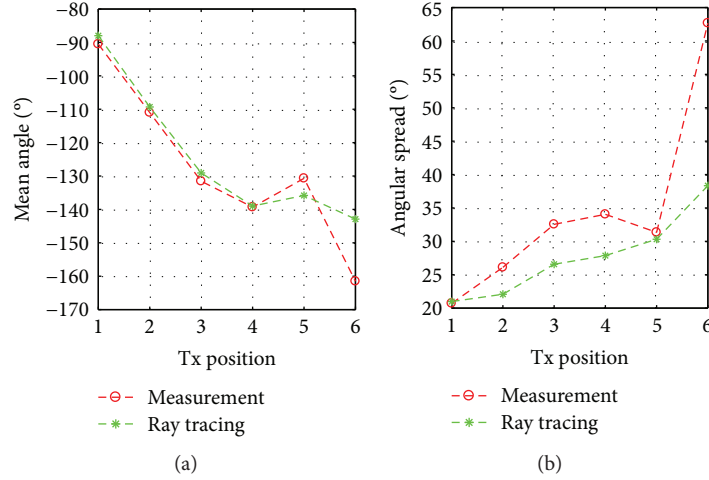 −80
−90
−100
−110
−120
−130
−140
−150
−160
−170
Mean angle (°)
1 2 3 4 5 6
Tx position
Measurement
Ray tracing
(a)
65
60
55
50
45
40
35
30
25
20
Angular spread (°)
1 2 3 4 5 6
Tx position
Measurement
Ray tracing
(b)